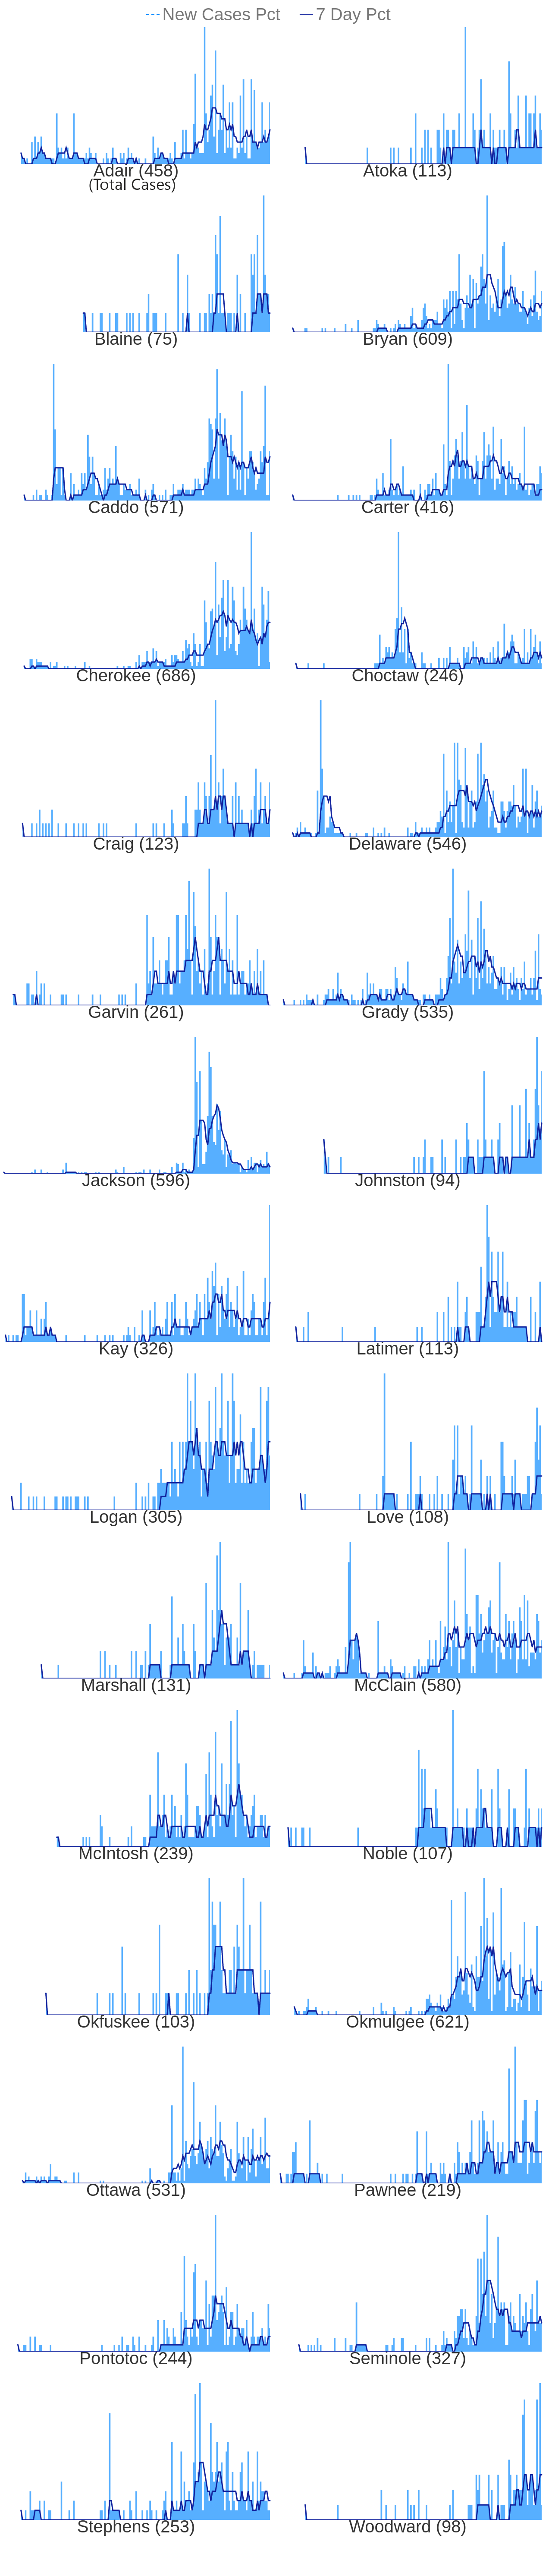 New Cases Pct 7 Day Pct
Adair (458) Atoka (113)
(Total Cases)
Blaine (75) Bryan (609)
Caddo (571) Carter (416)
Cherokee (686) Choctaw (246)
Craig (123) Delaware (546)
Garvin (261) Grady (535)
Jackson (596) Johnston (94)
Kay (326) Latimer (113)
Logan (305) Love (108)
Marshall (131) McClain (580)
McIntosh (239) Noble (107)
Okfuskee (103) Okmulgee (621)
Ottawa (531) Pawnee (219)
Pontotoc (244) Seminole (327)
Stephens (253) Woodward (98)